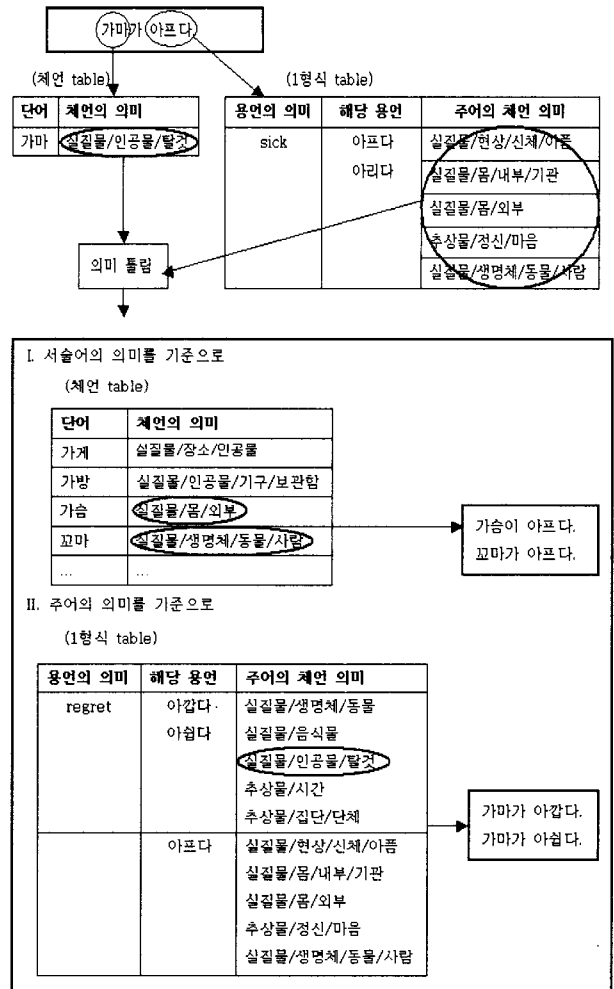 가마가 아프다.
(체언 table)
(1형식 table)
단어 체언의 의미
가마 실질물/인공물/탈것
용언의 의미 해당 용언 주어의 체언 의미
sick 아프다 실질물/현상/신체/아픔
아리다 실질물/몸/내부/기관
실질물/몸/외부
추상물/정신/마음
실질물/생명체/동물/사람
의미 틀림
I. 서술어의 의미를 기준으로
(체언 table)
단어 체언의 의미
가게 실질물/장소/인공물
가방 실질물/인공물/기구/보관함
가슴 실질물/몸/외부
꼬마 실질물/생명체/동물/사람
... ...
가슴이 아프다.
꼬마가 아프다.
II. 주어의 의미를 기준으로
(1형식 table)
용언의 의미 해당 용언 주어의 체언 의미
regret 아깝다 실질물/생명체/동물
아쉽다 실질물/음식물
실질물/인공물/탈것
추상물/시간
추상물/집단/단체
아프다 실질물/현상/신체/아픔
실질물/몸/내부/기관
실질물/몸/외부
추상물/정신/마음
실질물/생명체/동물/사람
가마가 아깝다.
가마가 아쉽다.